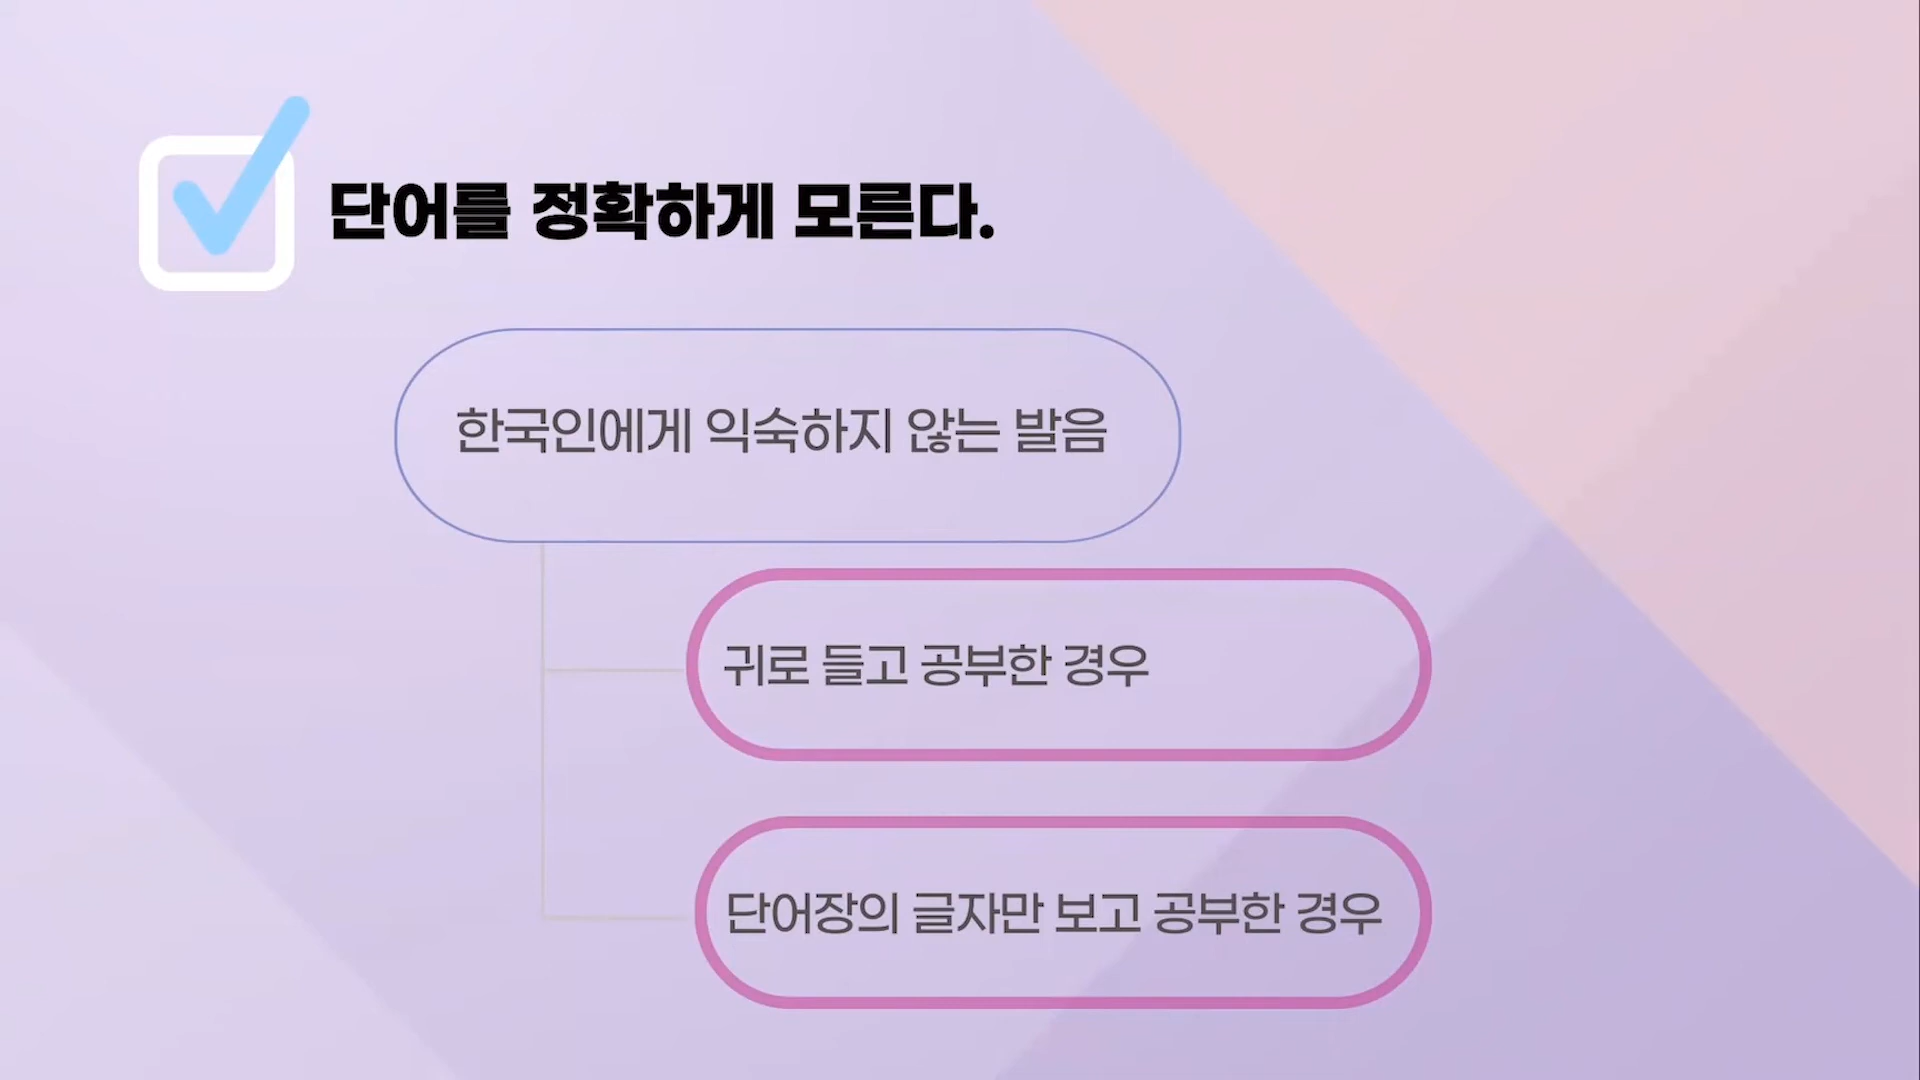 단어를 정확하게 모른다.
한국인에게 익숙하지 않는 발음
귀로 들고 공부한 경우
단어장의 글자만 보고 공부한 경우